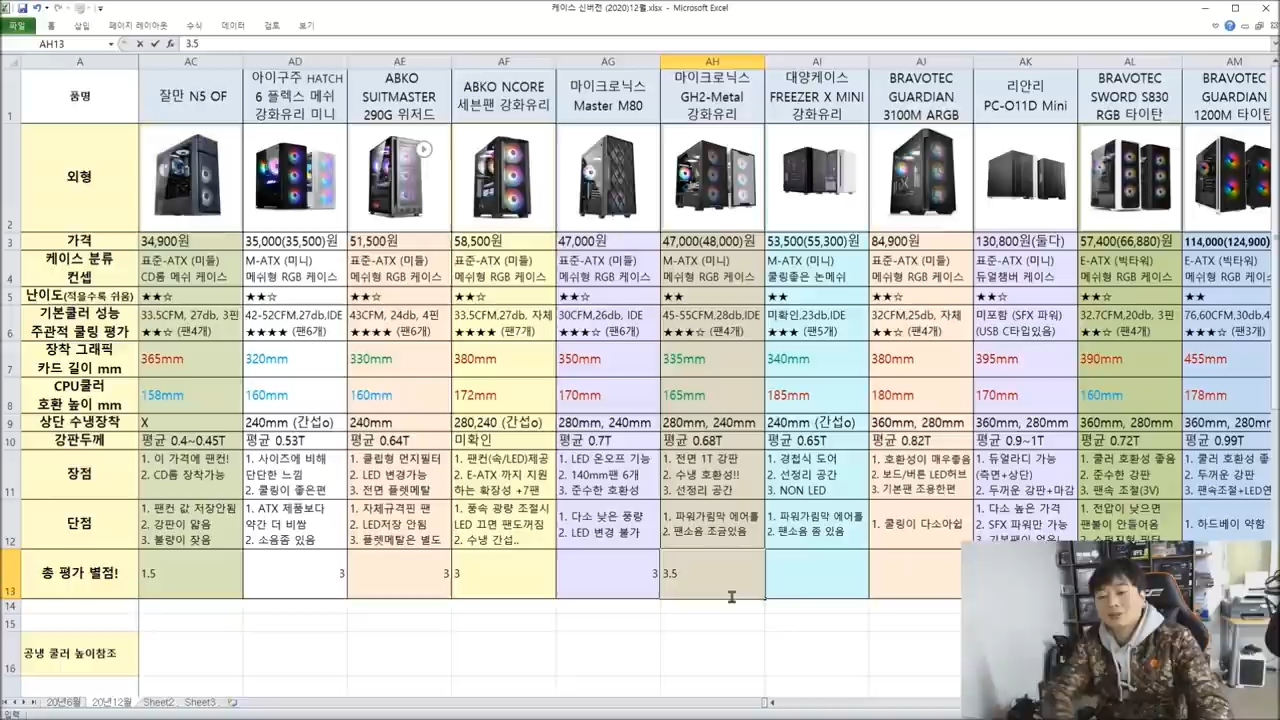 케이스 신버전 (2020)12월.xlsx - Microsoft Excel
파일 홈 삽입 페이지 레이아웃 수식 데이터 검토 보기
AH13 3.5
A AC AD AE AF AG AH AI AJ AK AL AM
1 품명
잘만 N5 OF
아이구주 HATCH
6 플렉스 메쉬
강화유리 미니
ABKO
SUITMASTER
290G 위저드
ABKO NCORE
세븐팬 강화유리
마이크로닉스
Master M80
마이크로닉스
GH2-Metal
강화유리
대양케이스
FREEZER X MINI
강화유리
BRAVOTEC
GUARDIAN
3100M ARGB
리안리
PC-O11D Mini
BRAVOTEC
SWORD S830
RGB 타이탄
BRAVOTEC
GUARDIAN
1200M 타이탄
2 외형
3 가격 34,900원 35,000(35,500)원 51,500원 58,500원 47,000원 47,000(48,000)원 53,500(55,300)원 84,900원 130,800원(둘다) 57,400(66,880)원 114,000(124,900)
케이스 분류 표준-ATX (미들) M-ATX (미니) 표준-ATX (미들) 표준-ATX (미들) 표준-ATX (미들) M-ATX (미니) M-ATX (미니) 표준-ATX (미들) M-ATX (미니) E-ATX (빅타워) E-ATX (빅타워)
4 컨셉 CD롬 메쉬 케이스 메쉬형 RGB 케이스 메쉬형 RGB 케이스 메쉬형 RGB 케이스 메쉬형 RGB 케이스 메쉬형 RGB 케이스 쿨링좋은 논메쉬 메쉬형 RGB 케이스 듀얼챔버 케이스 메쉬형 RGB 케이스 메쉬형 RGB 케이스
5 난이도(적을수록 쉬움) ★★☆ ★★☆ ★★☆ ★★☆ ★★☆ ★★ ★★ ★★☆ ★★☆ ★★☆ ★★
기본쿨러 성능 33.5CFM, 27db, 3핀 42-52CFM,27db,IDE 43CFM, 24db, 4핀 33.5CFM,27db, 자체 30CFM,26db, IDE 45-55CFM,28db,IDE 미확인,23db,IDE 32CFM,25db, 자체 미포함 (SFX 파워) 32.7CFM,20db, 3핀 76,60CFM,30db,4
6 주관적 쿨링 평가 ★★☆ (팬4개) ★★★★ (팬6개) ★★★★ (팬6개) ★★★★ (팬7개) ★★★☆ (팬6개) ★★★☆ (팬4개) ★★★ (팬5개) ★★☆ (팬4개) (USB C타입있음) ★★★☆ (팬4개) ★★★☆ (팬3개)
장착 그래픽
7 카드 길이 mm 365mm 320mm 330mm 380mm 350mm 335mm 340mm 380mm 395mm 390mm 455mm
CPU쿨러
8 호환 높이 mm 158mm 160mm 160mm 172mm 170mm 165mm 185mm 180mm 170mm 160mm 178mm
9 상단 수냉장착 X 240mm (간섭o) 240mm 280,240 (간섭o) 280mm, 240mm 280mm, 240mm 240mm (간섭o) 360mm, 280mm 360mm, 280mm 360mm, 280mm 360mm, 280mm
10 강판두께 평균 0.4~0.45T 평균 0.53T 평균 0.64T 미확인 평균 0.7T 평균 0.68T 평균 0.65T 평균 0.82T 평균 0.9~1T 평균 0.72T 평균 0.99T
11 장점
1. 이 가격에 팬컨!
2. CD롬 장착가능
1. 사이즈에 비해
단단한 느낌
2. 쿨링이 좋은편
1. 클립형 먼지필터
2. LED 변경가능
3. 전면 플렛메탈
1. 팬컨(속/LED)제공
2. E-ATX 까지 지원
하는 확장성 +7팬
1. LED 온오프 기능
2. 140mm팬 6개
3. 준수한 호환성
1. 전면 1T 강판
2. 수냉 호환성!!
3. 선정리 공간
1. 경첩식 도어
2. 선정리 공간
3. NON LED
1. 호환성이 매우좋음
2. 보드/버튼 LED허브
3. 기본팬 조용한편
1. 듀얼라디 가능
(측면+상단)
2. 두꺼운 강판+마감
1. 쿨러 호환성 좋음
2. 준수한 강판
3. 팬속 조절(3V)
1. 쿨러 호환성
2. 두꺼운 강판
3. 팬속조절+LED연
12 단점
1. 팬컨 값 저장안됨
2. 강판이 얇음
3. 불량이 잦음
1. ATX 제품보다
약간 더 비쌈
2. 소음좀 있음
1. 자체규격핀 팬
2. LED저장 안됨
3. 플렛메탈은 별도
1. 풍속 광량 조절시
LED 끄면 팬도꺼짐
2. 수냉 간섭..
1. 다소 낮은 풍량
2. LED 변경 불가
1. 파워가림막 에어홀
2. 팬소음 조금있음
1. 파워가림막 에어홀
2. 팬소음 좀 있음
1. 쿨링이 다소아쉽
1. 다소 높은 가격
2. SFX 파워만 가능
1. 전압이 낮으면
팬불이 안들어옴
1. 하드베이 약함
13 총 평가 별점! 1.5 3 3 3 3 3.5
14
15
16 공냉 쿨러 높이참조
20년6월 20년12월 Sheet2 Sheet3
입력